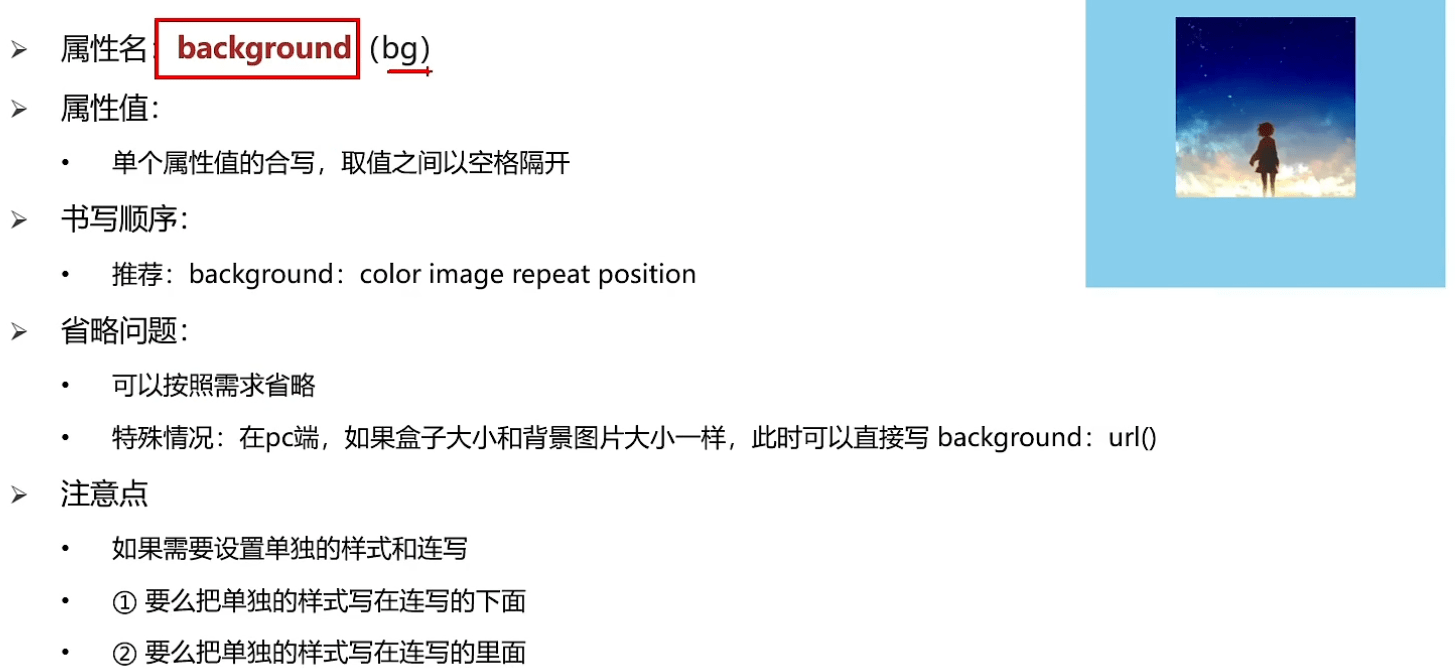 ➢ 属性名：background（bg）
➢ 属性值：
• 单个属性值的合写，取值之间以空格隔开
➢ 书写顺序：
• 推荐：background：color image repeat position
➢ 省略问题：
• 可以按照需求省略
• 特殊情况：在pc端，如果盒子大小和背景图片大小一样，此时可以直接写 background：url()
➢ 注意点
• 如果需要设置单独的样式和连写
• ① 要么把单独的样式写在连写的下面
• ② 要么把单独的样式写在连写的里面